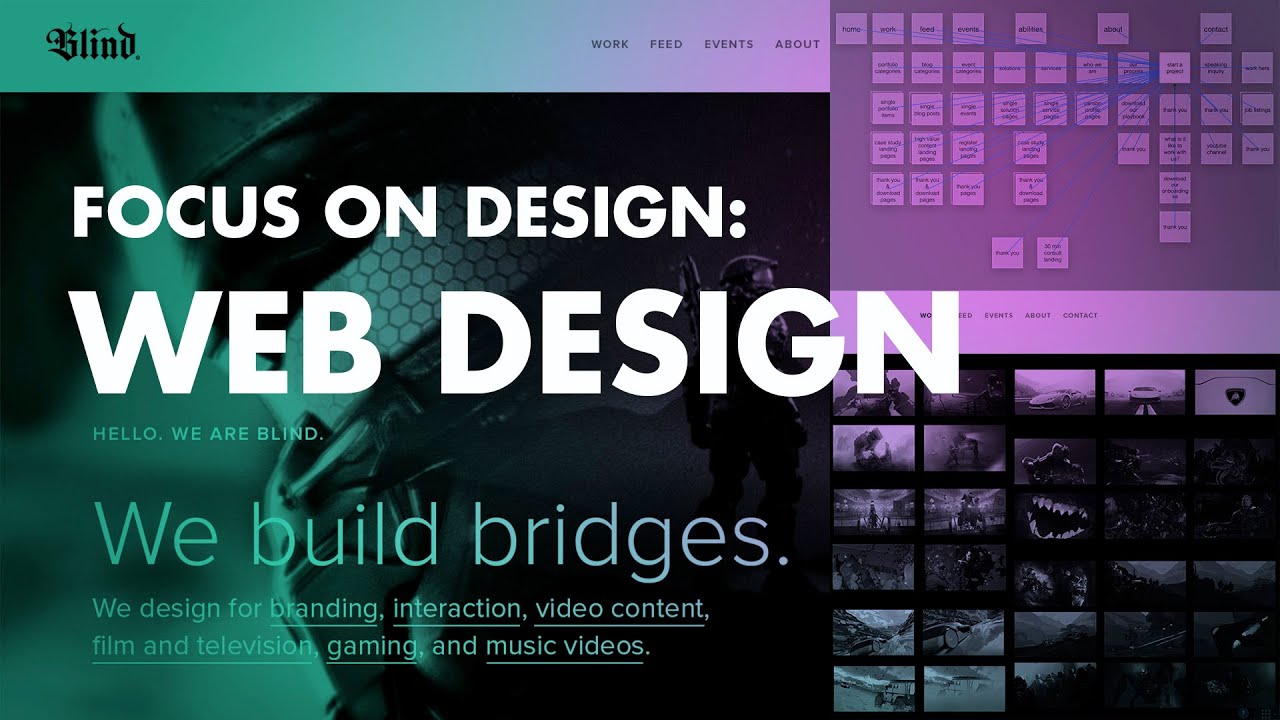 Blind.
WORK FEED EVENTS ABOUT
FOCUS ON DESIGN:
WEB DESIGN
HELLO. WE ARE BLIND.
We build bridges.
We design for branding, interaction, video content,
film and television, gaming, and music videos.
home
work
feed
events
abilities
about
contact
portfolio
categories
blog
categories
event
categories
solutions
services
who we
are
our
process
start a
project
speaking
inquiry
work here
single
portfolio
items
single
blog posts
single
events
single
solution
pages
single
service
pages
person
profile
pages
download
our
playbook
thank you
thank you
job listings
case study
landing
pages
high value
content
landing
pages
register
landing
pages
case study
landing
pages
thank you
what is it
like to
work with
us?
youtube
channel
thank you
thank you
&
download
pages
thank you
&
download
pages
thank you
pages
thank you
&
download
pages
download
our
onboarding
kit
thank you
thank you
30 min
consult
landing
EVENTS ABOUT CONTACT